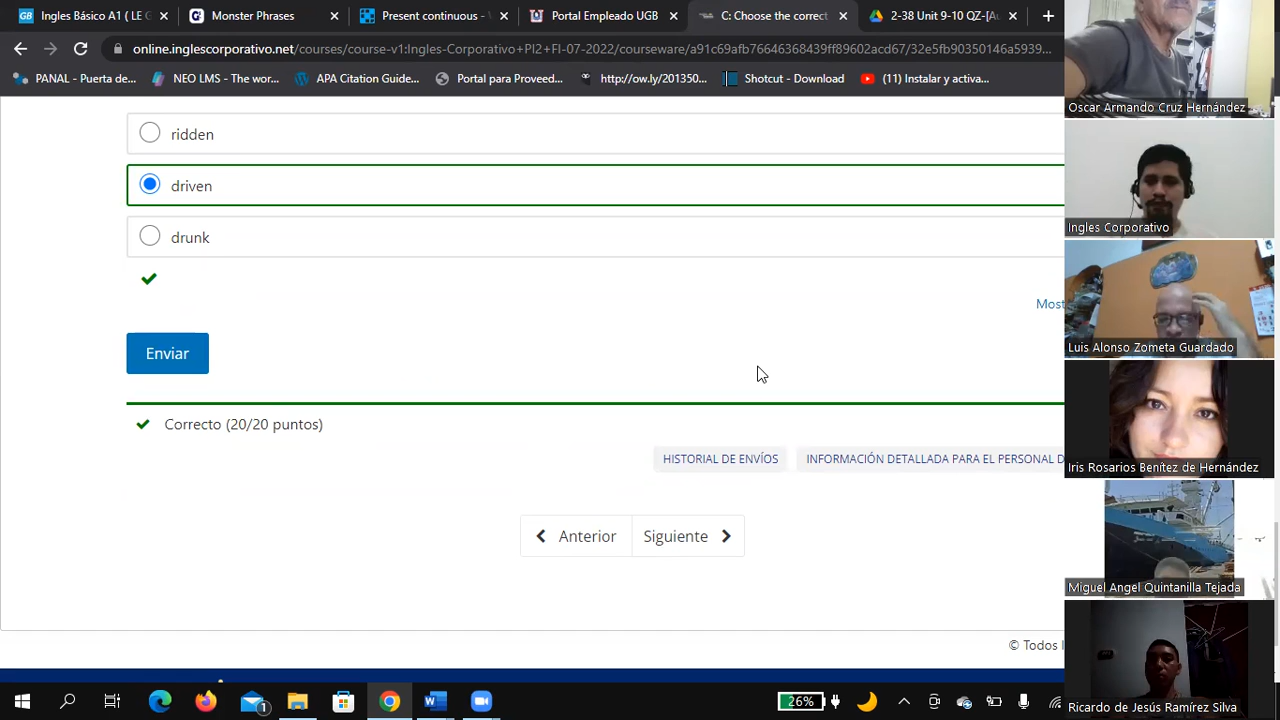 Ingles Básico A1 ( LE G
Monster Phrases
Present continuous -
Portal Empleado UGB
C: Choose the correct
2-38 Unit 9-10 QZ-[A
online.inglescorporativo.net/courses/course-v1:Ingles-Corporativo+PI2+FI-07-2022/courseware/a91c69afb76646368439ff89602acd67/32e5fb90350146a5939...
PANAL - Puerta de...
NEO LMS - The wor...
APA Citation Guide...
Portal para Proveed...
http://ow.ly/201350...
Shotcut - Download
(11) Instalar y activa...
ridden
driven
drunk
Most
Enviar
Correcto (20/20 puntos)
HISTORIAL DE ENVÍOS
INFORMACIÓN DETALLADA PARA EL PERSONAL D
Anterior
Siguiente
© Todos l
Oscar Armando Cruz Hernández
Ingles Corporativo
Luis Alonso Zometa Guardado
Iris Rosarios Benítez de Hernández
Miguel Angel Quintanilla Tejada
Ricardo de Jesús Ramírez Silva
1
26%